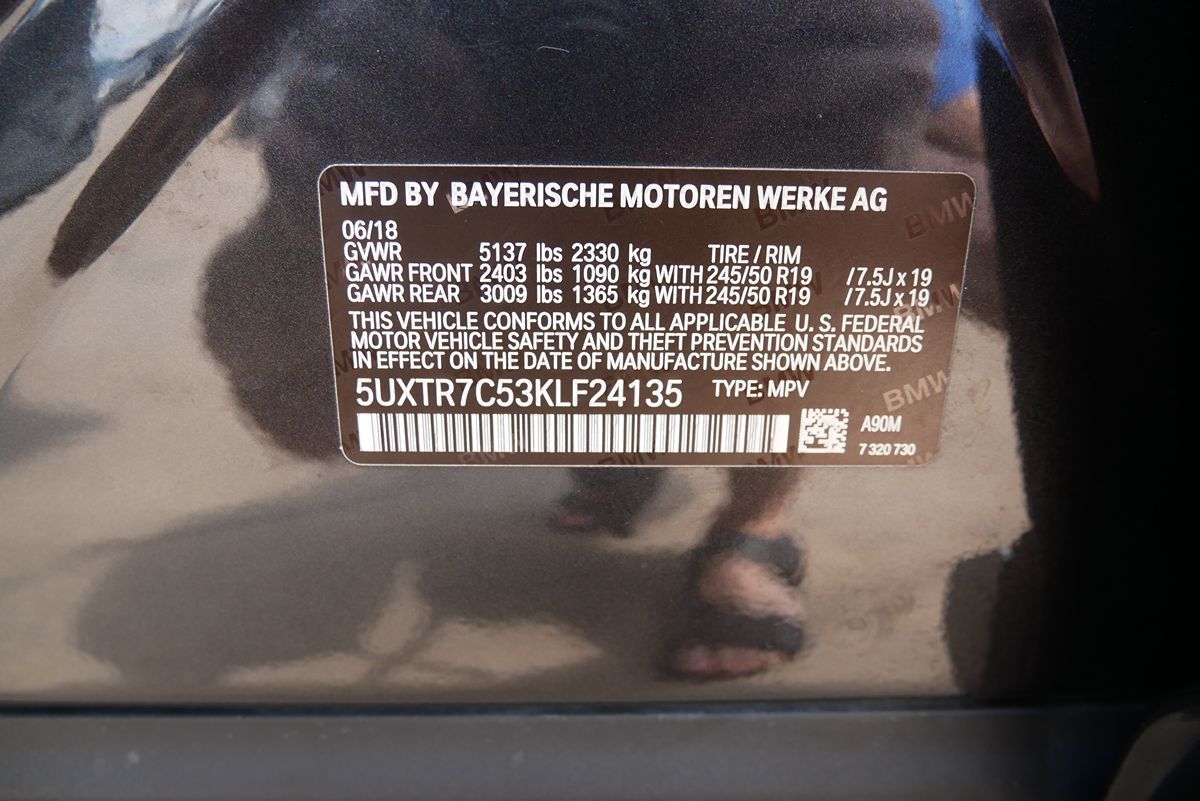 MFD BY BAYERISCHE MOTOREN WERKE AG
06/18
GVWR 5137 lbs 2330 kg TIRE / RIM
GAWR FRONT 2403 lbs 1090 kg WITH 245/50 R19 /7.5J x 19
GAWR REAR 3009 lbs 1365 kg WITH 245/50 R19 /7.5J x 19
THIS VEHICLE CONFORMS TO ALL APPLICABLE U. S. FEDERAL
MOTOR VEHICLE SAFETY AND THEFT PREVENTION STANDARDS
IN EFFECT ON THE DATE OF MANUFACTURE SHOWN ABOVE.
5UXTR7C53KLF24135 TYPE: MPV
A90M
7 320 730
BMW
BMW
BMW